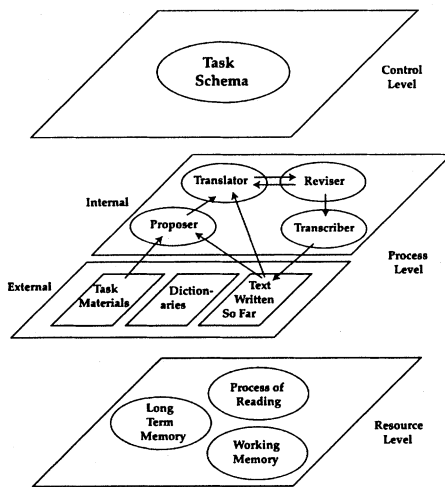 Task
Schema
Control
Level
Internal
Translator
Reviser
Proposer
Transcriber
Process
Level
External
Task
Materials
Diction-
aries
Text
Written
So Far
Process of
Reading
Long
Term
Memory
Working
Memory
Resource
Level